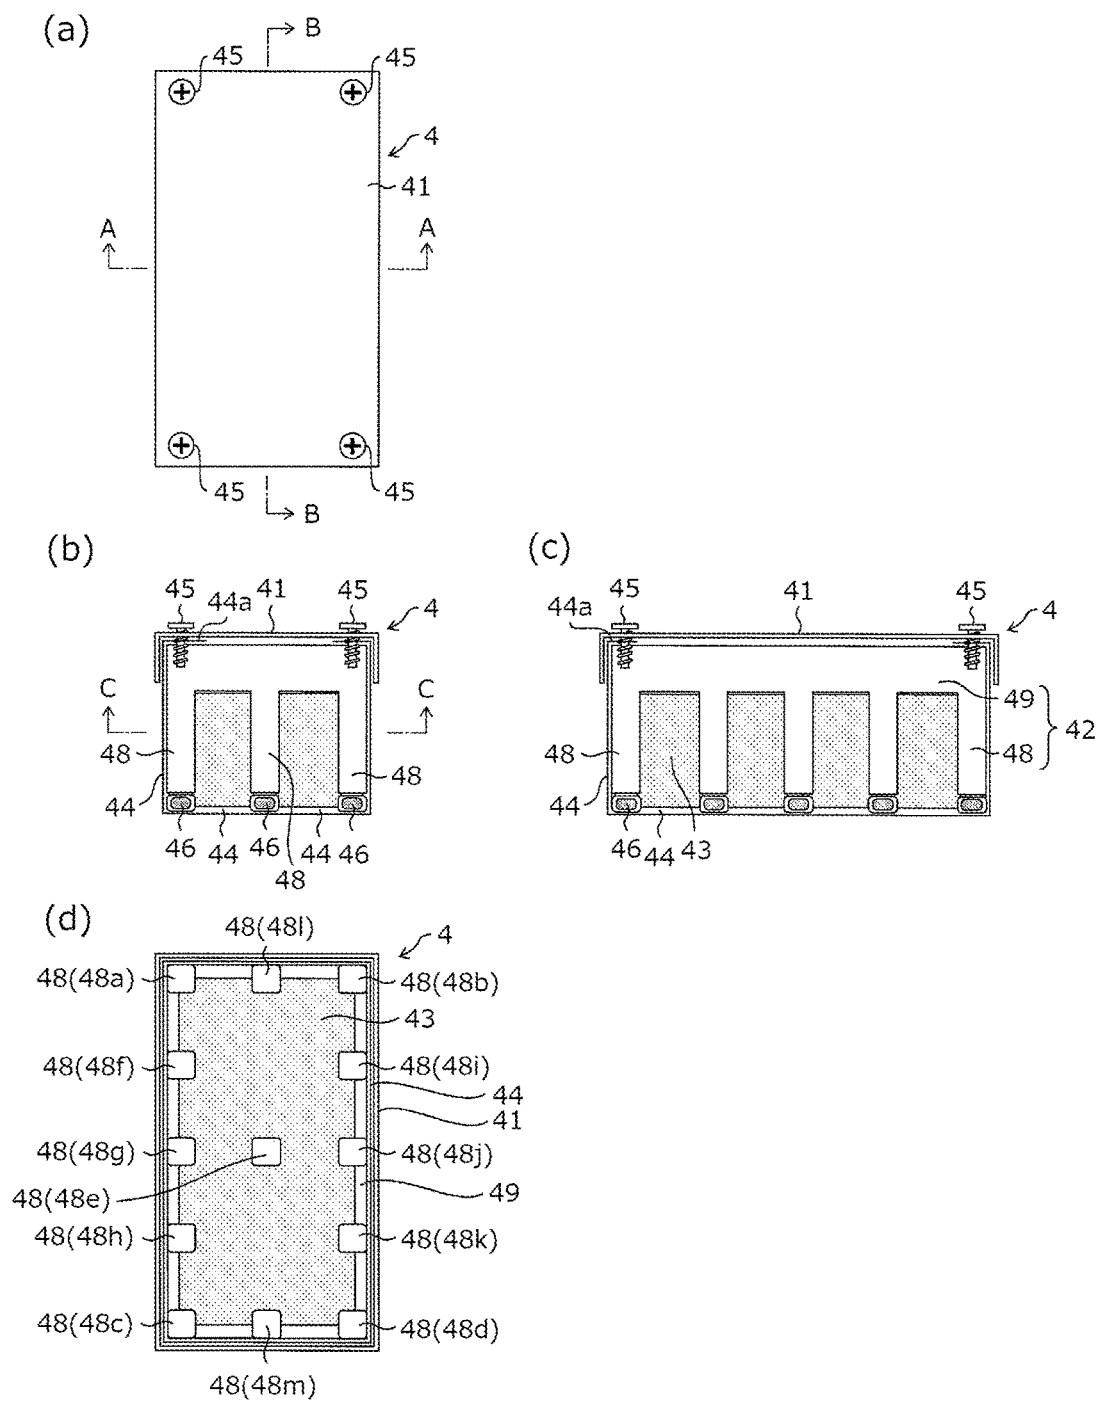 (a)
B
45 45
4
41
A A
45 45
B
(b) (c)
45 41 45
44a 4
C C
48 48
44
46 44 46 44 46
48
45 41 45
44a 4
49
48 48 42
44
46 44 43
(d)
48(48l) 4
48(48a) 48(48b)
43
48(48f) 48(48i)
44
41
48(48g) 48(48j)
48(48e) 49
48(48h) 48(48k)
48(48c) 48(48d)
48(48m)